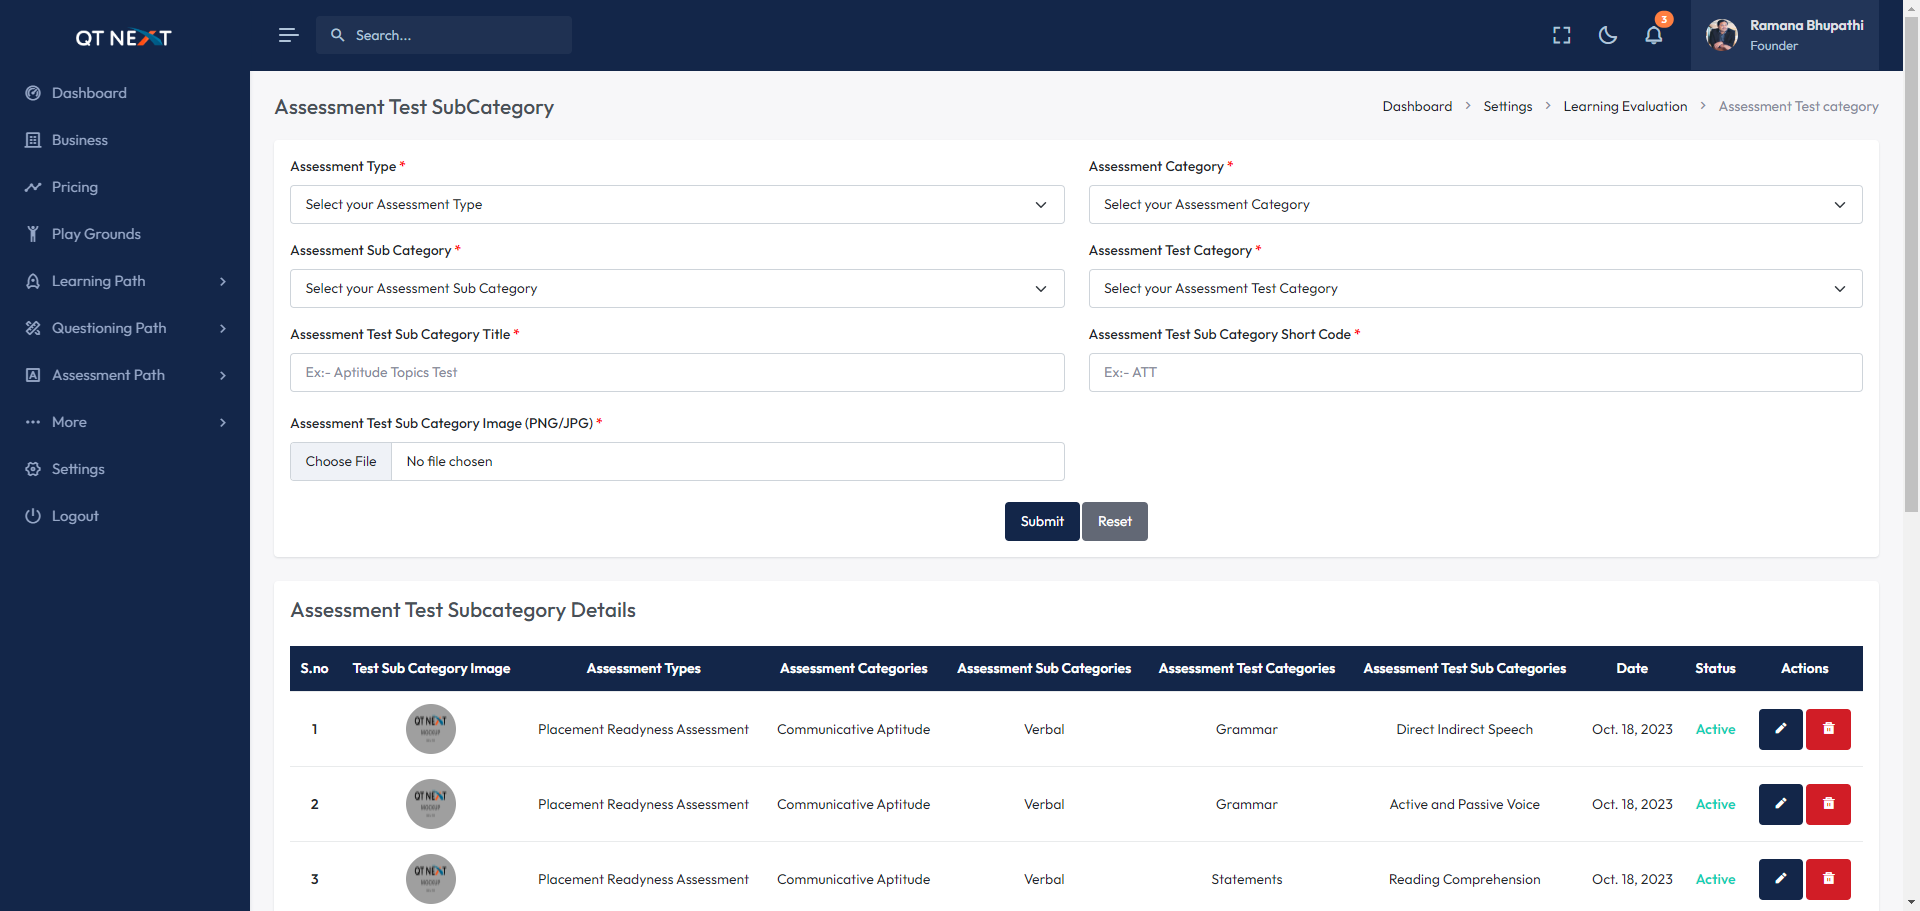 QT NEXT
Search...
3
Ramana Bhupathi
Founder
Dashboard
Business
Pricing
Play Grounds
Learning Path
Questioning Path
Assessment Path
More
Settings
Logout
Assessment Test SubCategory
Dashboard > Settings > Learning Evaluation > Assessment Test category
Assessment Type *
Assessment Category *
Select your Assessment Type
Select your Assessment Category
Assessment Sub Category *
Assessment Test Category *
Select your Assessment Sub Category
Select your Assessment Test Category
Assessment Test Sub Category Title *
Assessment Test Sub Category Short Code *
Ex:- Aptitude Topics Test
Ex:- ATT
Assessment Test Sub Category Image (PNG/JPG) *
Choose File No file chosen
Submit Reset
Assessment Test Subcategory Details
S.no Test Sub Category Image Assessment Types Assessment Categories Assessment Sub Categories Assessment Test Categories Assessment Test Sub Categories Date Status Actions
QT NEXT
MOCKUP
1 Placement Readyness Assessment Communicative Aptitude Verbal Grammar Direct Indirect Speech Oct. 18, 2023 Active
QT NEXT
MOCKUP
2 Placement Readyness Assessment Communicative Aptitude Verbal Grammar Active and Passive Voice Oct. 18, 2023 Active
QT NEXT
MOCKUP
3 Placement Readyness Assessment Communicative Aptitude Verbal Statements Reading Comprehension Oct. 18, 2023 Active